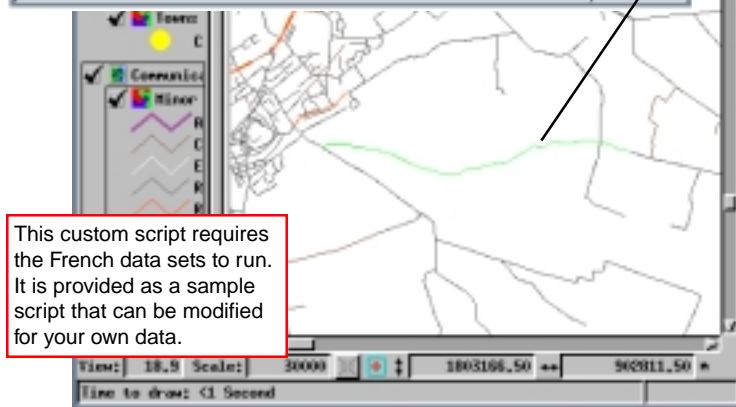 Towns
C
Communica
Minor
R
C
E
R
R
This custom script requires
the French data sets to run.
It is provided as a sample
script that can be modified
for your own data.
View: 18.9 Scale: 30000 1803166.50 902811.50 m
Time to draw: <1 Second